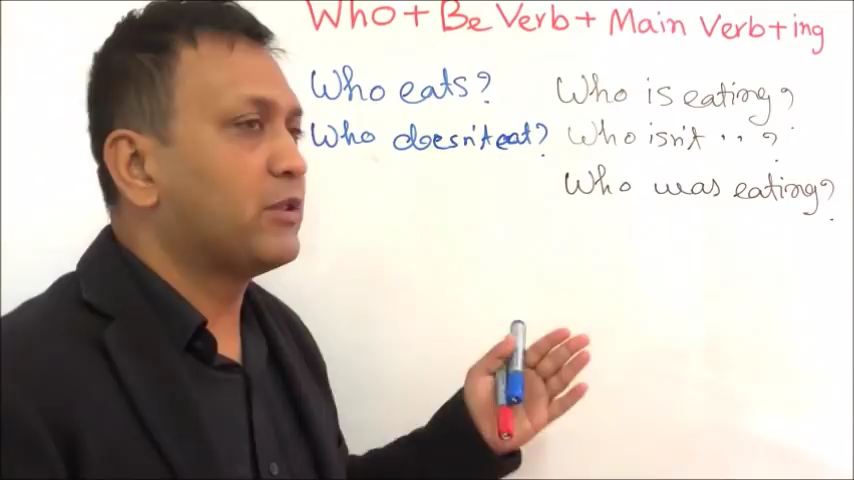 Who + Be Verb + Main Verb + ing
Who eats? Who is eating?
Who doesn't eat? Who isn't ..?
Who was eating?